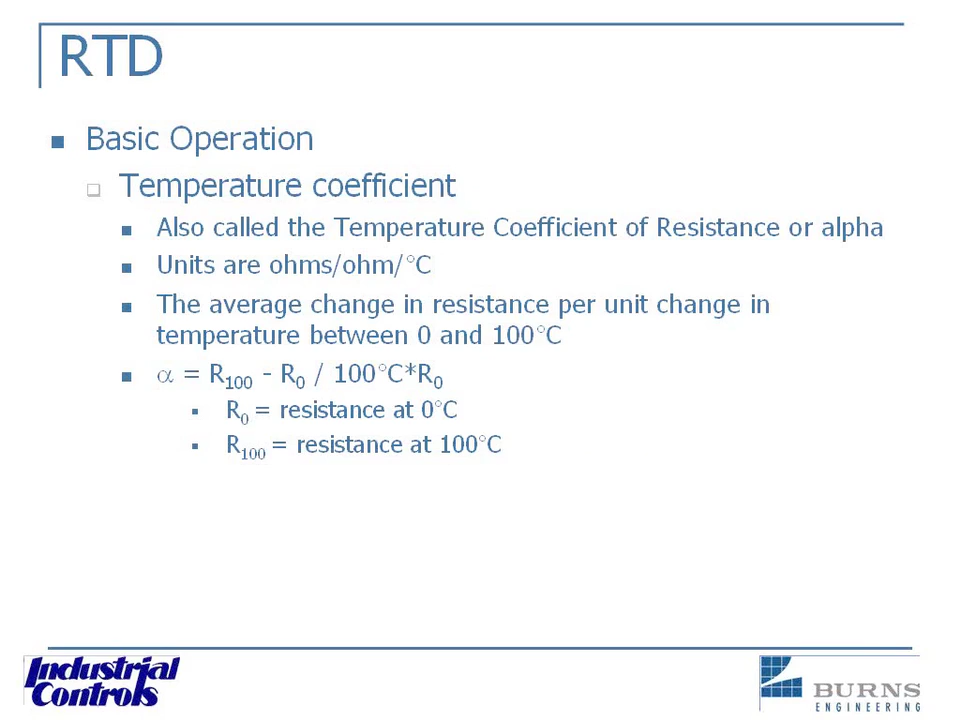 RTD
Basic Operation
Temperature coefficient
Also called the Temperature Coefficient of Resistance or alpha
Units are ohms/ohm/°C
The average change in resistance per unit change in
temperature between 0 and 100°C
α = R₁₀₀ - R₀ / 100°C*R₀
R₀ = resistance at 0°C
R₁₀₀ = resistance at 100°C
Industrial
Controls
BURNS
ENGINEERING